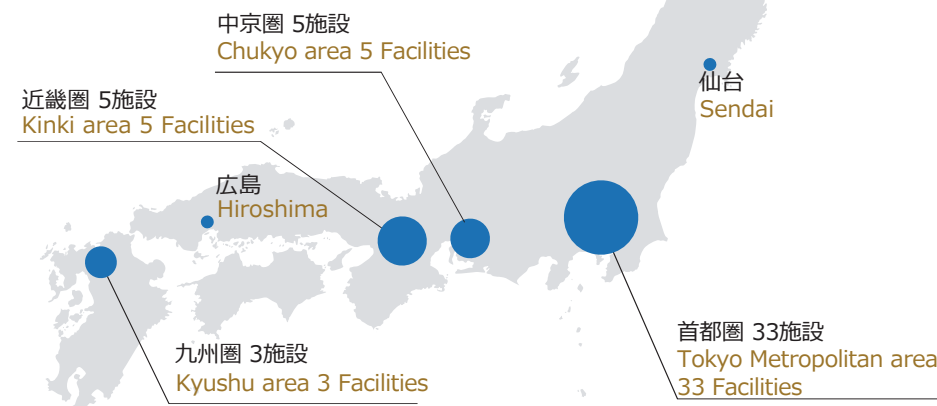 中京圏 5施設
Chukyo area 5 Facilities
仙台
Sendai
近畿圏 5施設
Kinki area 5 Facilities
広島
Hiroshima
首都圏 33施設
Tokyo Metropolitan area
33 Facilities
九州圏 3施設
Kyushu area 3 Facilities